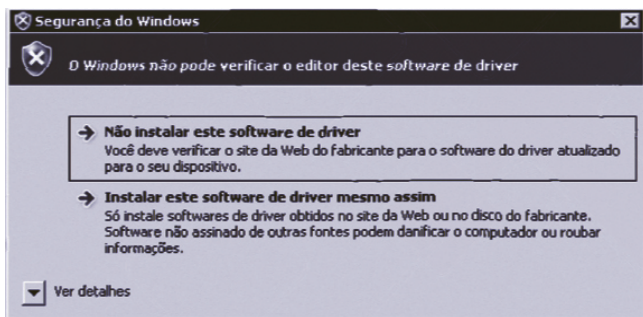 Segurança do Windows
O Windows não pode verificar o editor deste software de driver
Não instalar este software de driver
Você deve verificar o site da Web do fabricante para o software do driver atualizado
para o seu dispositivo.
Instalar este software de driver mesmo assim
Só instale softwares de driver obtidos no site da Web ou no disco do fabricante.
Software não assinado de outras fontes podem danificar o computador ou roubar
informações.
Ver detalhes